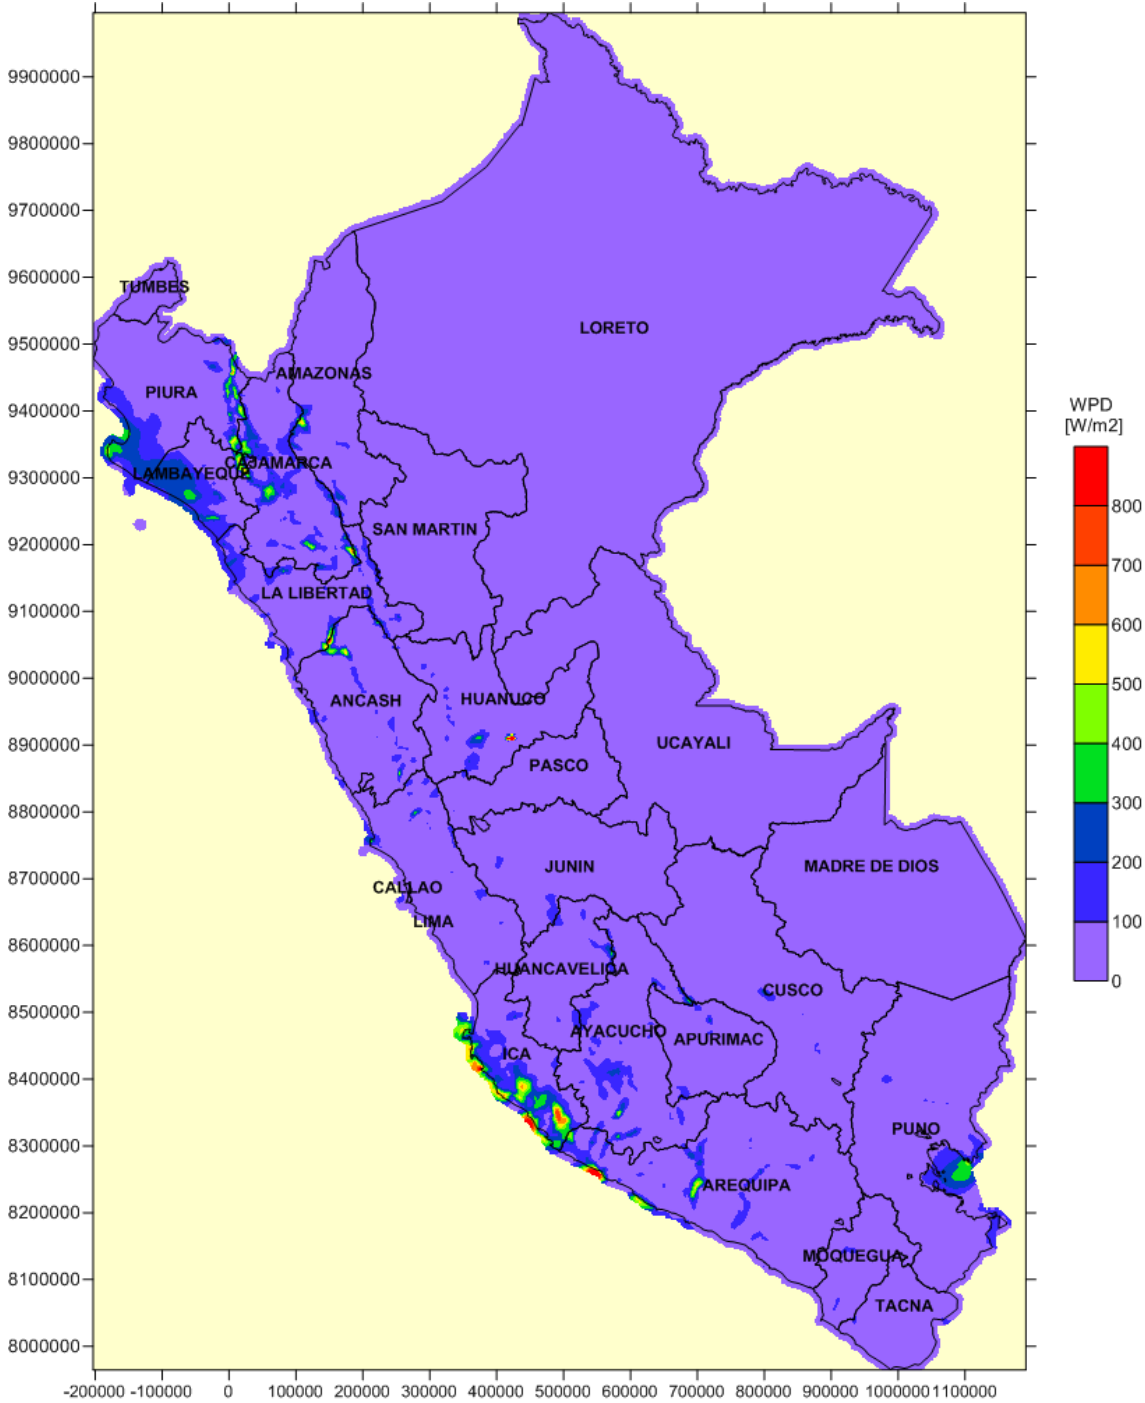 9900000
9800000
9700000
9600000
TUMBES
LORETO
9500000
AMAZONAS
PIURA
9400000
WPD
[W/m2]
CAJAMARCA
LAMBAYEQUE
9300000
800
SAN MARTIN
9200000
700
LA LIBERTAD
9100000
600
9000000
HUANUCO
ANCASH
500
8900000
UCAYALI
400
PASCO
8800000
300
JUNIN
MADRE DE DIOS
200
8700000
CALLAO
LIMA
100
8600000
HUANCAVELICA
0
CUSCO
8500000
AYACUCHO
APURIMAC
ICA
8400000
PUNO
8300000
AREQUIPA
8200000
MOQUEGUA
8100000
TACNA
8000000
-200000 -100000 0 100000 200000 300000 400000 500000 600000 700000 800000 900000 1000000 1100000